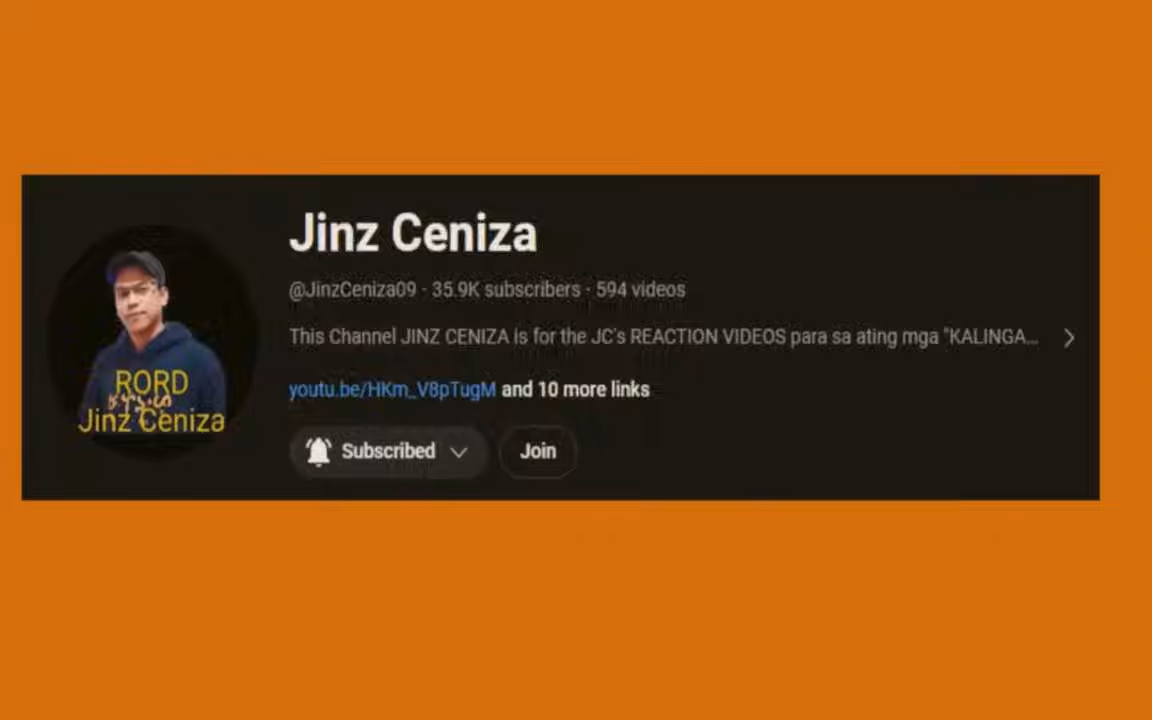 Jinz Ceniza
@JinzCeniza09 · 35.9K subscribers · 594 videos
This Channel JINZ CENIZA is for the JC's REACTION VIDEOS para sa ating mga "KALINGA...
youtu.be/HKm_V8pTugM and 10 more links
Subscribed
Join
RORD
Jinz Ceniza